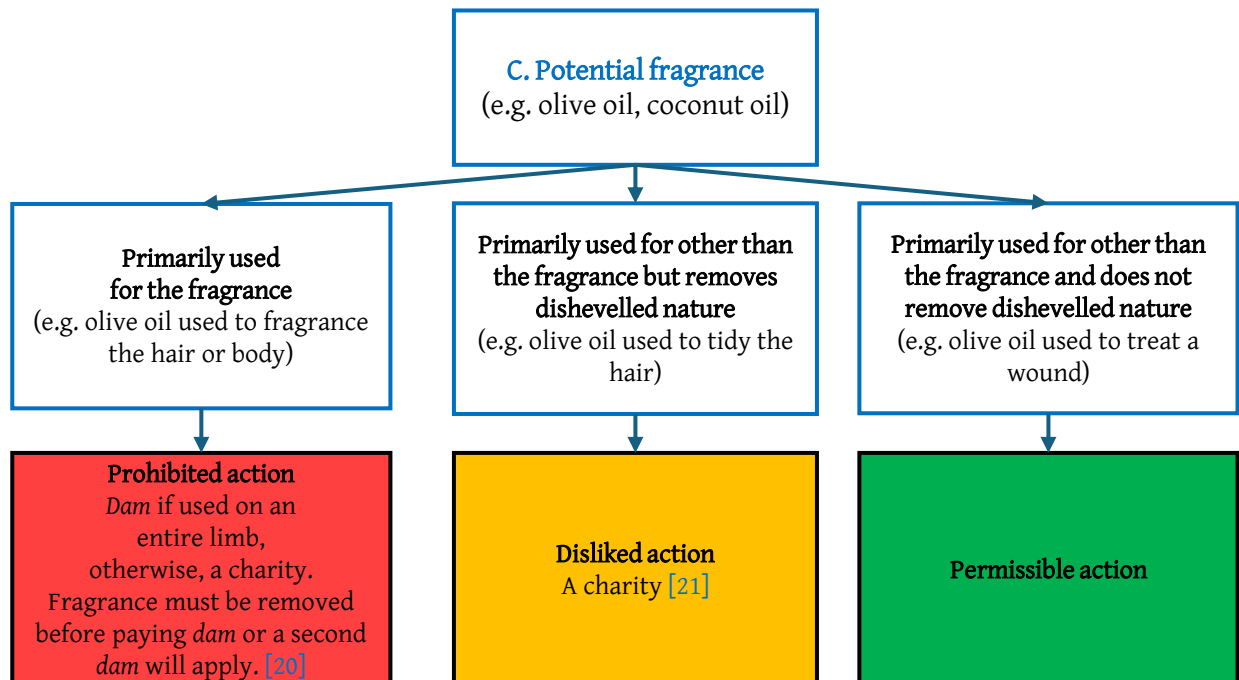 C. Potential fragrance
(e.g. olive oil, coconut oil)
Primarily used
for the fragrance
(e.g. olive oil used to fragrance
the hair or body)
Primarily used for other than
the fragrance but removes
dishevelled nature
(e.g. olive oil used to tidy the
hair)
Primarily used for other than
the fragrance and does not
remove dishevelled nature
(e.g. olive oil used to treat a
wound)
Prohibited action
Dam if used on an
entire limb,
otherwise, a charity.
Fragrance must be removed
before paying dam or a second
dam will apply. [20]
Disliked action
A charity [21]
Permissible action